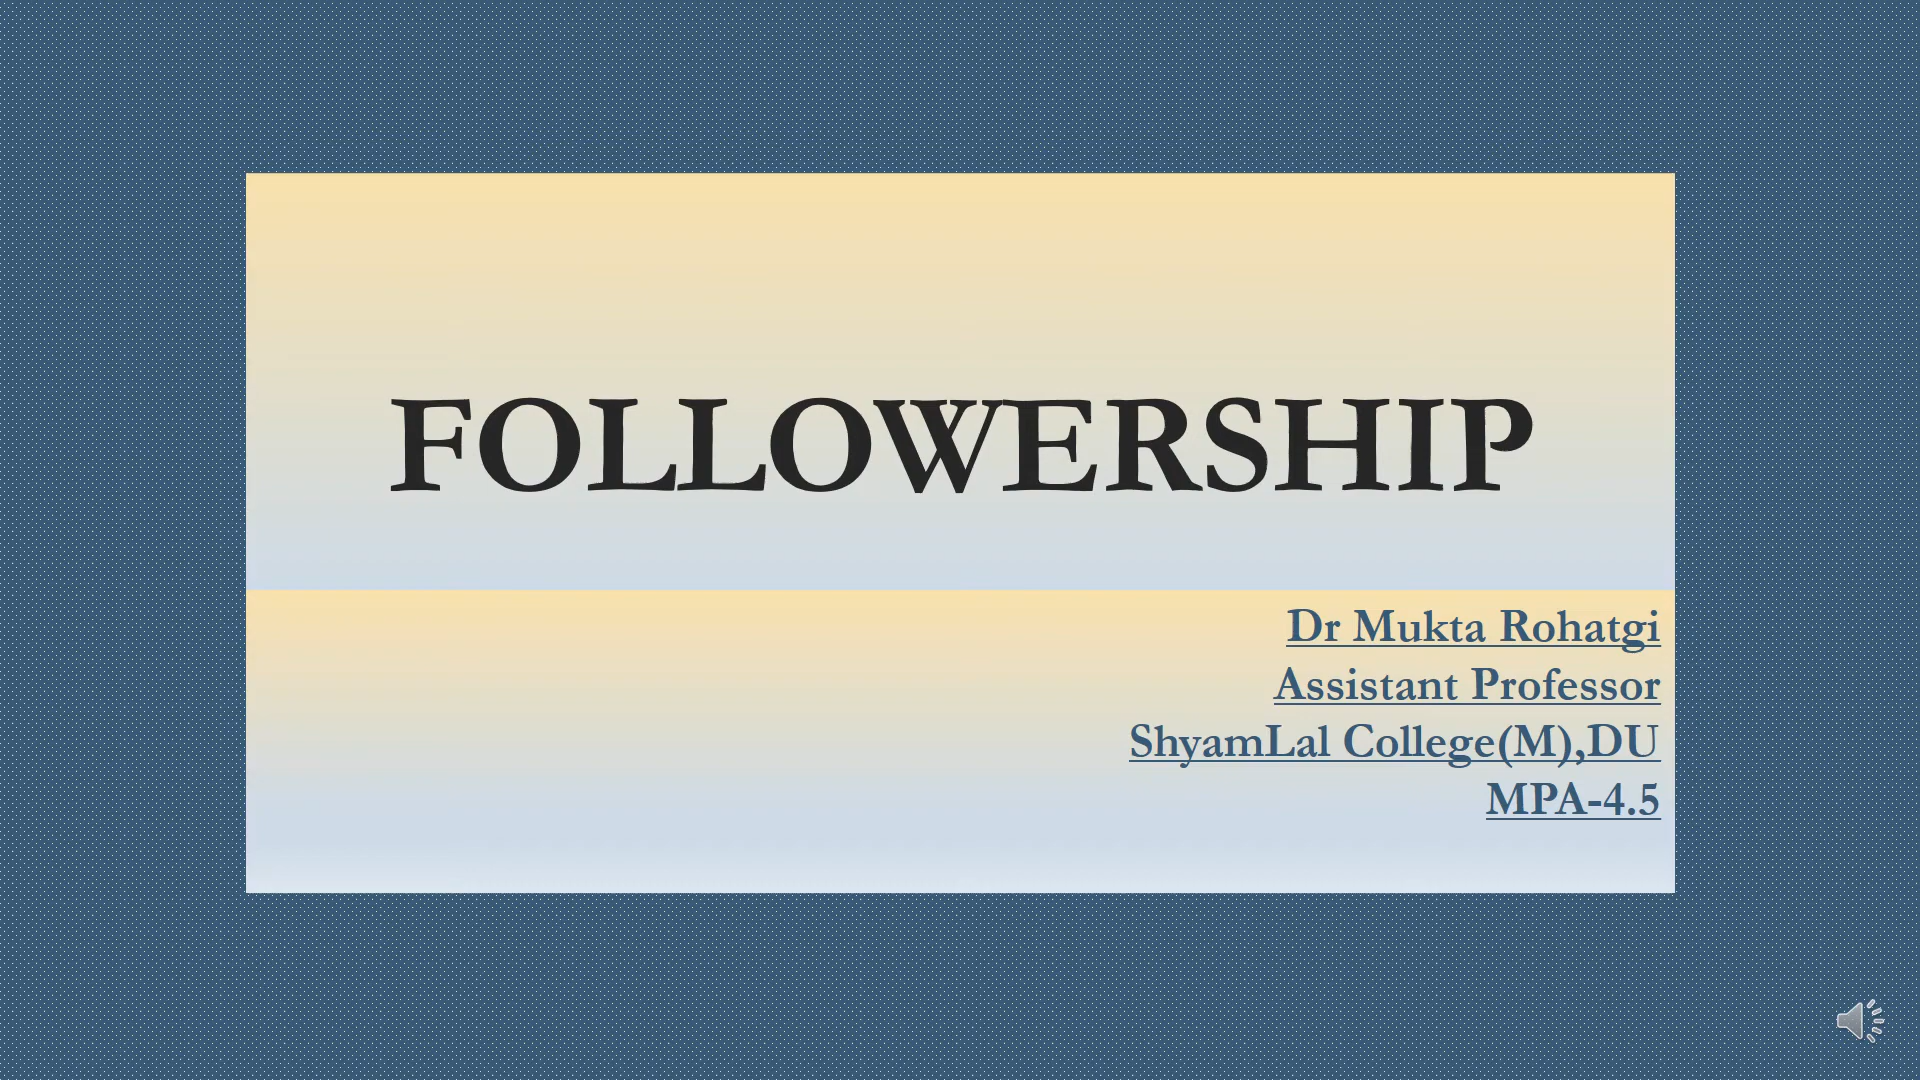 FOLLOWERSHIP
Dr Mukta Rohatgi
Assistant Professor
ShyamLal College(M),DU
MPA-4.5